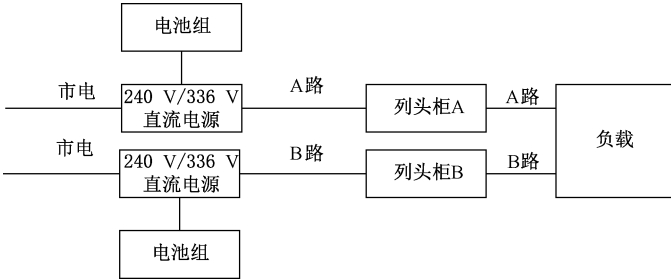 电池组
市电
240 V/336 V
直流电源
A路
列头柜A
A路
负载
市电
240 V/336 V
直流电源
B路
列头柜B
B路
电池组